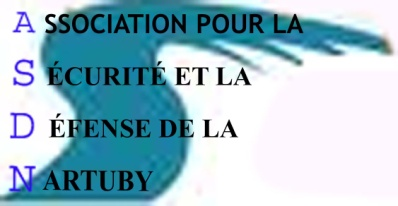 A SSOCIATION POUR LA
S ÉCURITÉ ET LA
D ÉFENSE DE LA
N ARTUBY